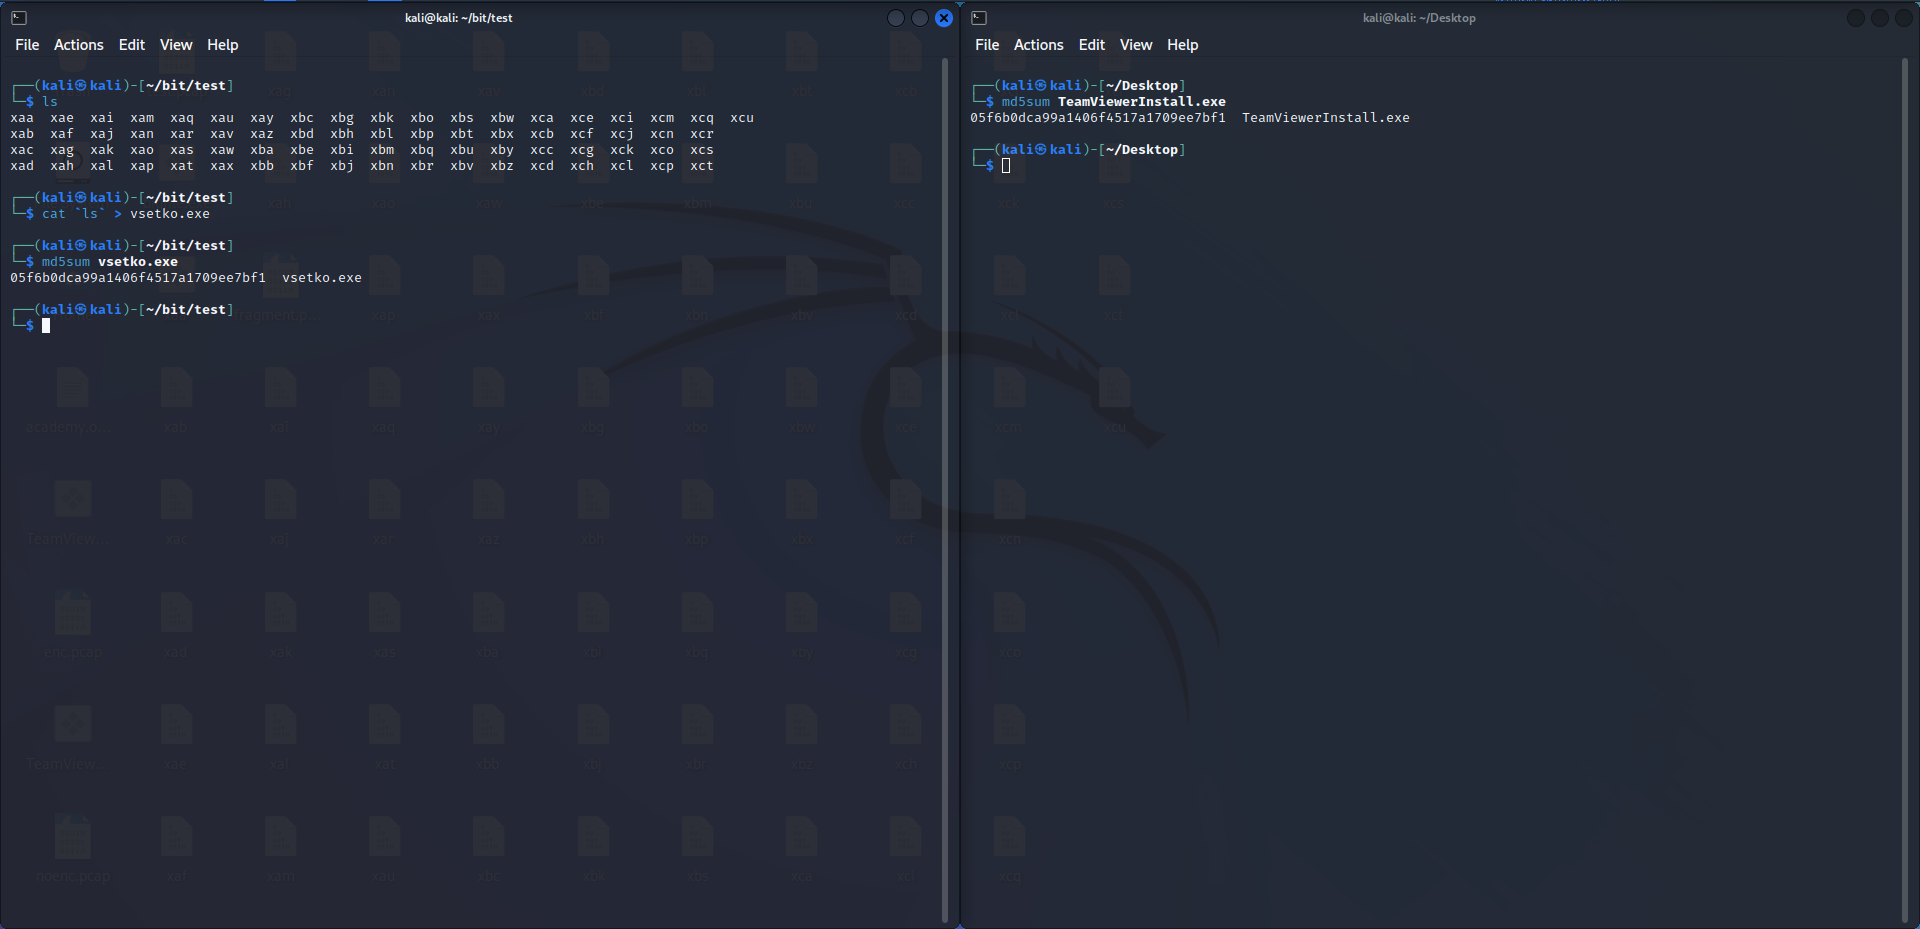 kali@kali: ~/bit/test
File Actions Edit View Help
┌──(kali㉿kali)-[~/bit/test]
└─$ ls
xaa xae xai xam xaq xau xay xbc xbg xbk xbo xbs xbw xca xce xci xcm xcq xcu
xab xaf xaj xan xar xav xaz xbd xbh xbl xbp xbt xbx xcb xcf xcj xcn xcr
xac xag xak xao xas xaw xba xbe xbi xbm xbq xbu xby xcc xcg xck xco xcs
xad xah xal xap xat xax xbb xbf xbj xbn xbr xbv xbz xcd xch xcl xcp xct
┌──(kali㉿kali)-[~/bit/test]
└─$ cat `ls` > vsetko.exe
┌──(kali㉿kali)-[~/bit/test]
└─$ md5sum vsetko.exe
05f6b0dca99a1406f4517a1709ee7bf1 vsetko.exe
┌──(kali㉿kali)-[~/bit/test]
└─$
kali@kali: ~/Desktop
File Actions Edit View Help
┌──(kali㉿kali)-[~/Desktop]
└─$ md5sum TeamViewerInstall.exe
05f6b0dca99a1406f4517a1709ee7bf1 TeamViewerInstall.exe
┌──(kali㉿kali)-[~/Desktop]
└─$